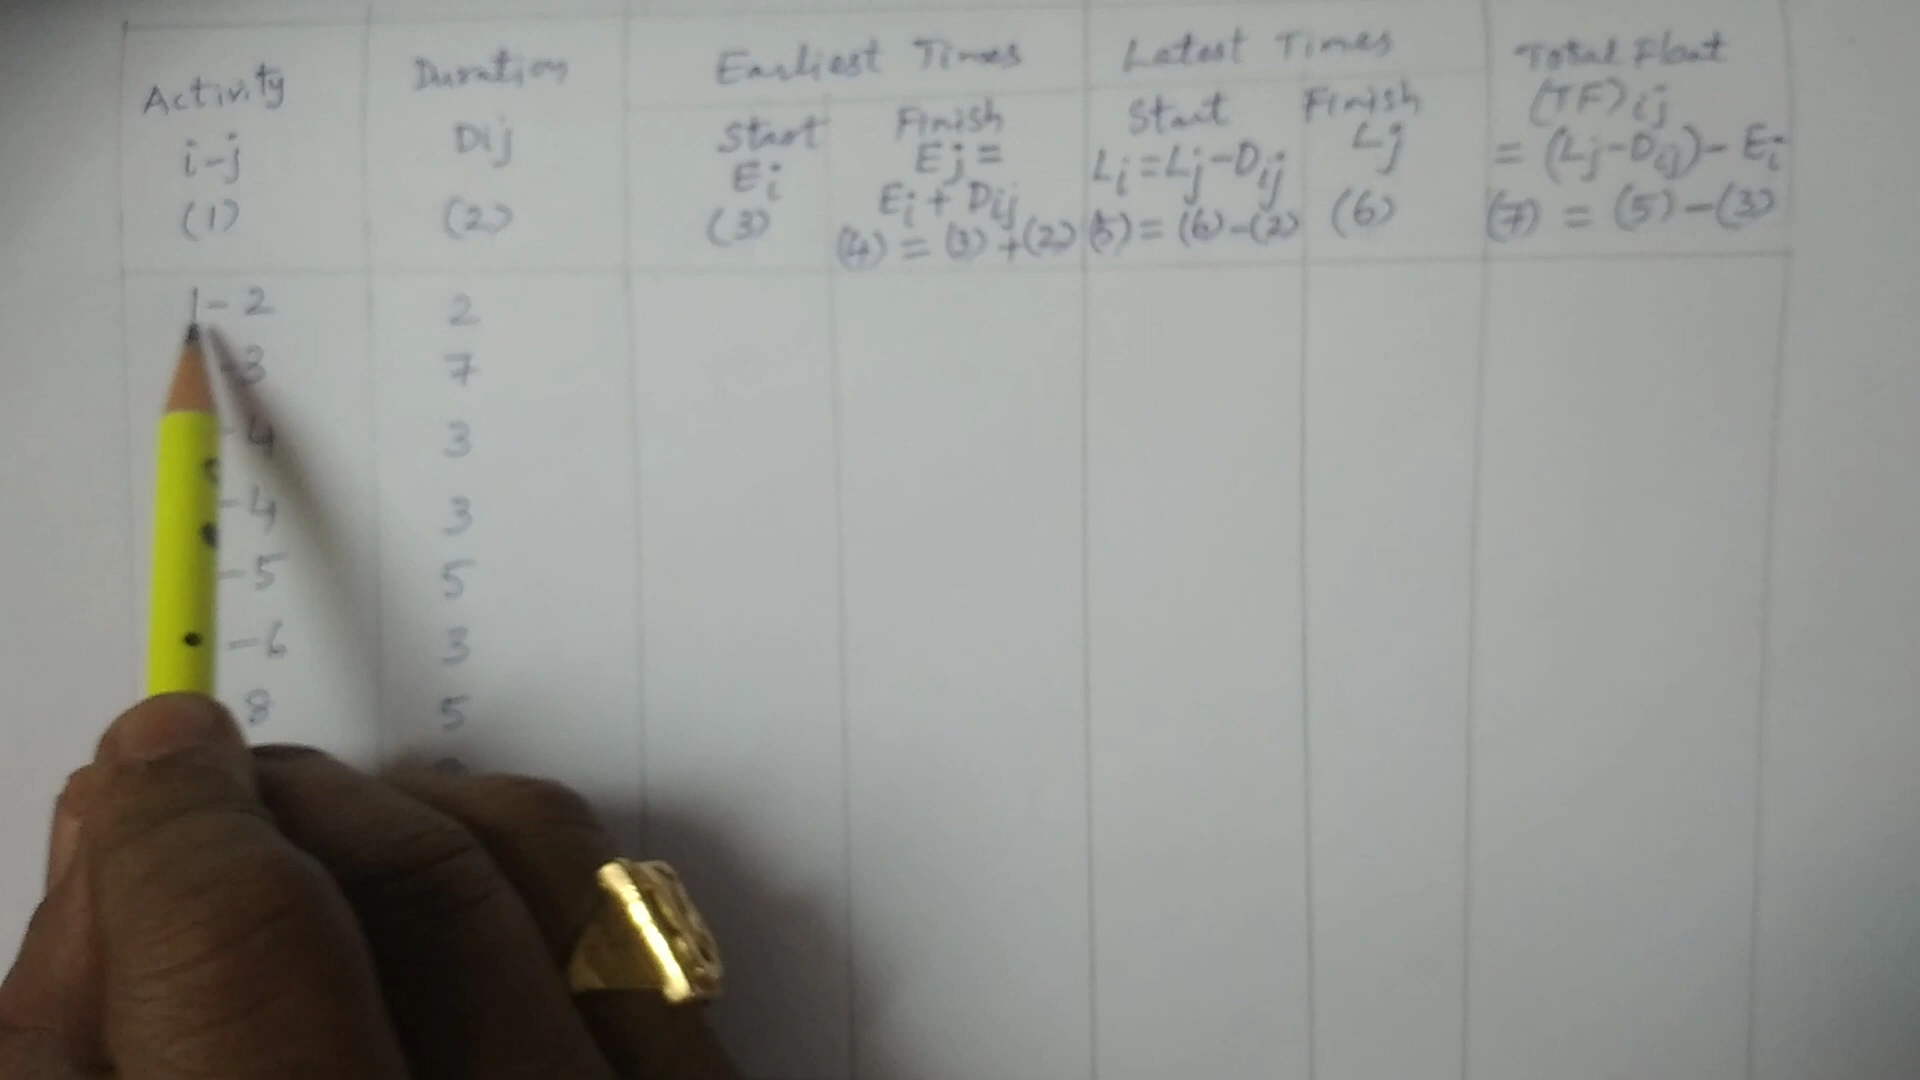 Activity Duration Earliest Times Latest Times Total Float
i-j Dij Start Finish Start Finish (TF)ij
Ei Ej = Li = Lj-Dij Lj = (Lj-Dij)-Ei
Ei + Dij
(1) (2) (3) (4) = (3) + (2) (5) = (6)-(2) (6) (7) = (5)-(3)
1-2 2
-3 7
-4 3
-4 3
-5 5
-6 3
8 5